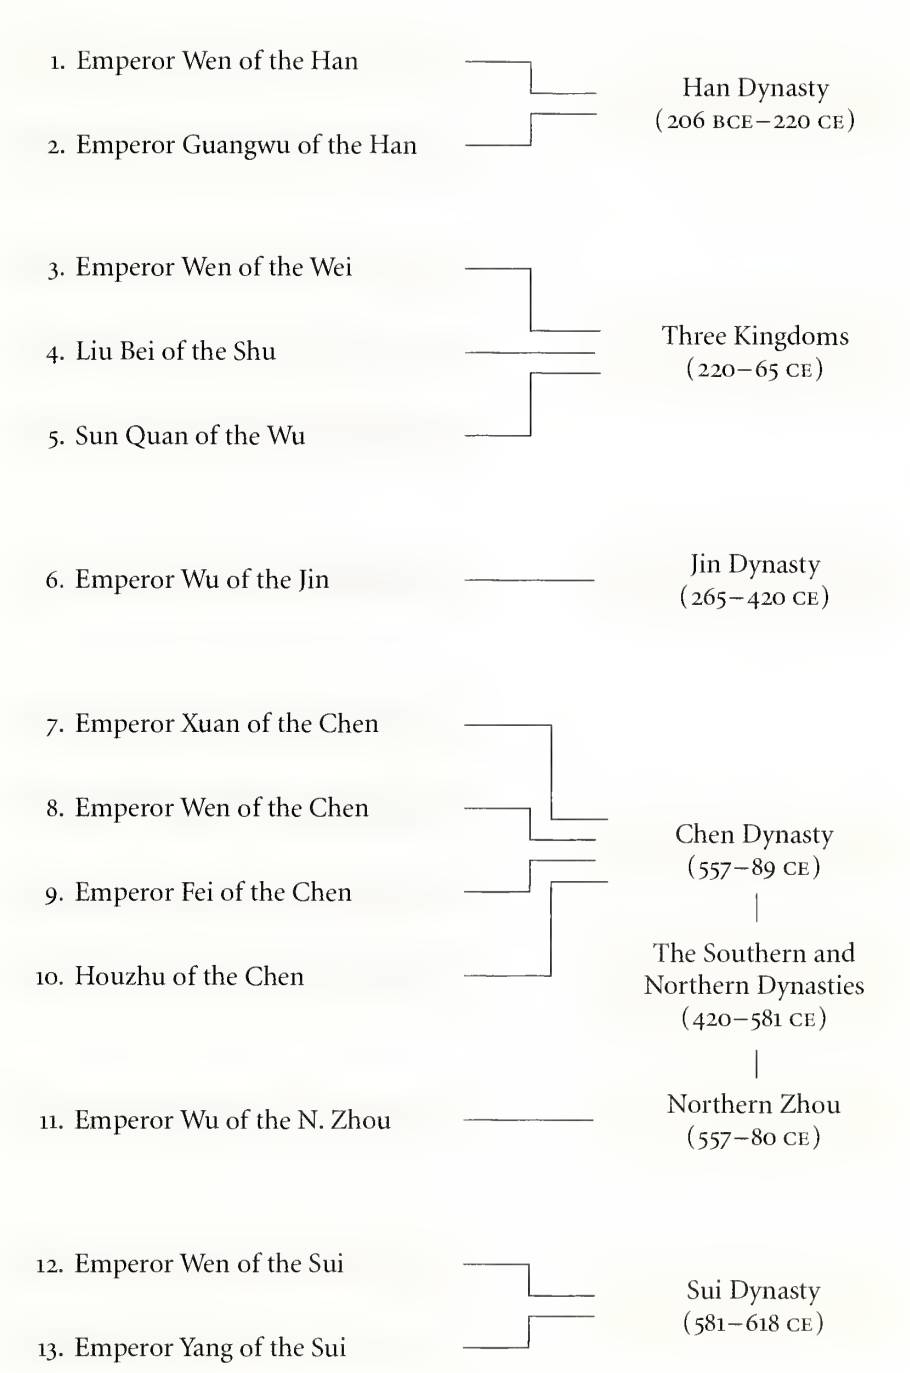 1. Emperor Wen of the Han
Han Dynasty
(206 BCE–220 CE)
2. Emperor Guangwu of the Han
3. Emperor Wen of the Wei
Three Kingdoms
(220–65 CE)
4. Liu Bei of the Shu
5. Sun Quan of the Wu
6. Emperor Wu of the Jin
Jin Dynasty
(265–420 CE)
7. Emperor Xuan of the Chen
8. Emperor Wen of the Chen
9. Emperor Fei of the Chen
10. Houzhu of the Chen
Chen Dynasty
(557–89 CE)
The Southern and
Northern Dynasties
(420–581 CE)
11. Emperor Wu of the N. Zhou
Northern Zhou
(557–80 CE)
12. Emperor Wen of the Sui
Sui Dynasty
(581–618 CE)
13. Emperor Yang of the Sui